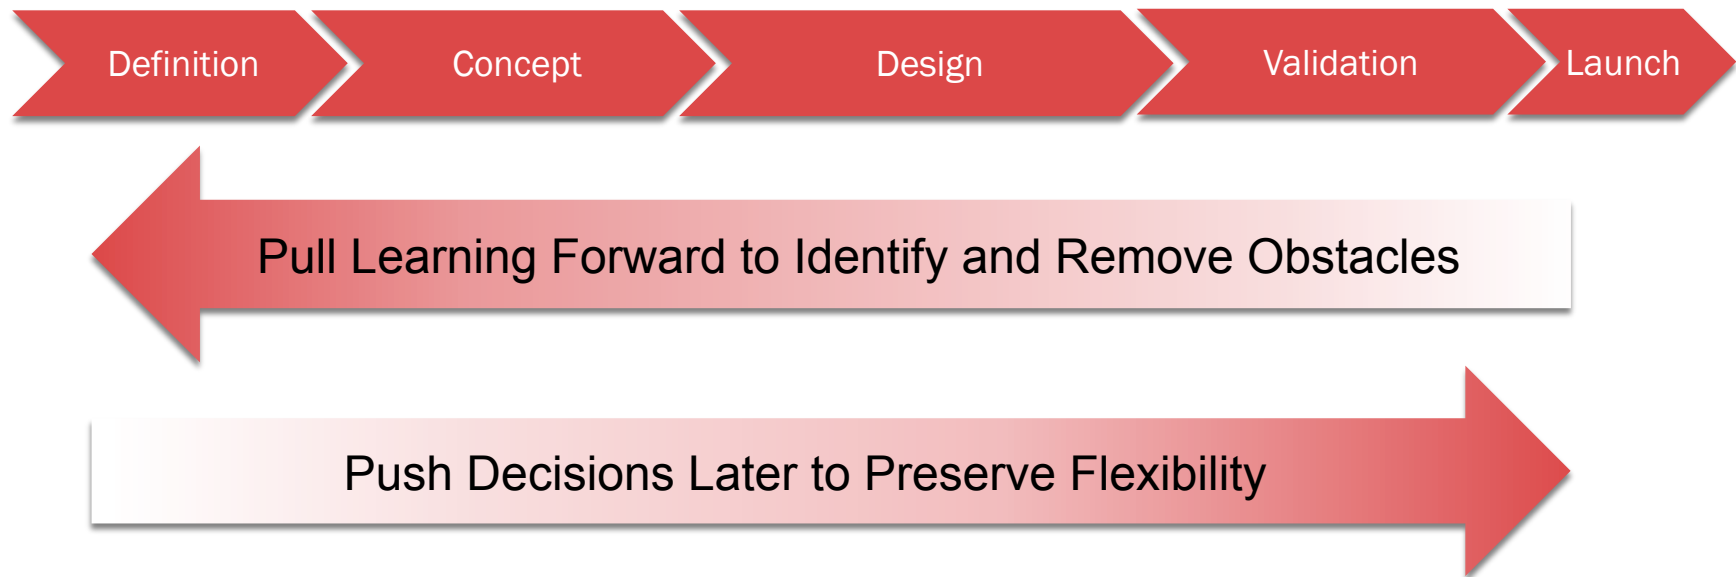 Definition
Concept
Design
Validation
Launch
Pull Learning Forward to Identify and Remove Obstacles
Push Decisions Later to Preserve Flexibility